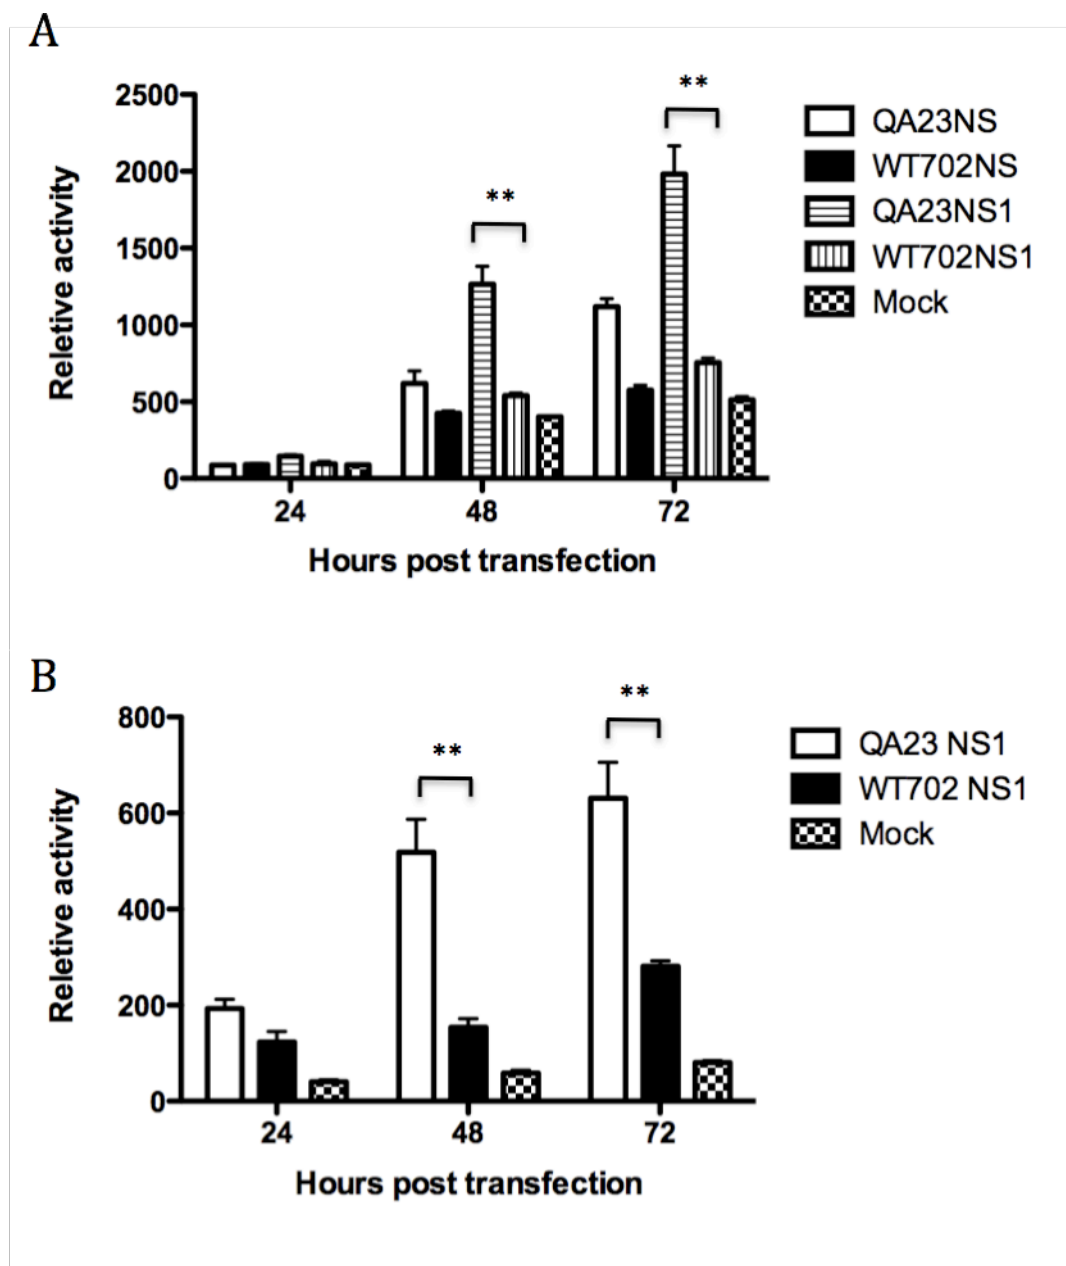 A
**
**
2500
2000
1500
1000
500
0
Reletive activity
24
48
72
Hours post transfection
QA23NS
WT702NS
QA23NS1
WT702NS1
Mock
B
**
**
800
600
400
200
0
Reletive activity
24
48
72
Hours post transfection
QA23 NS1
WT702 NS1
Mock